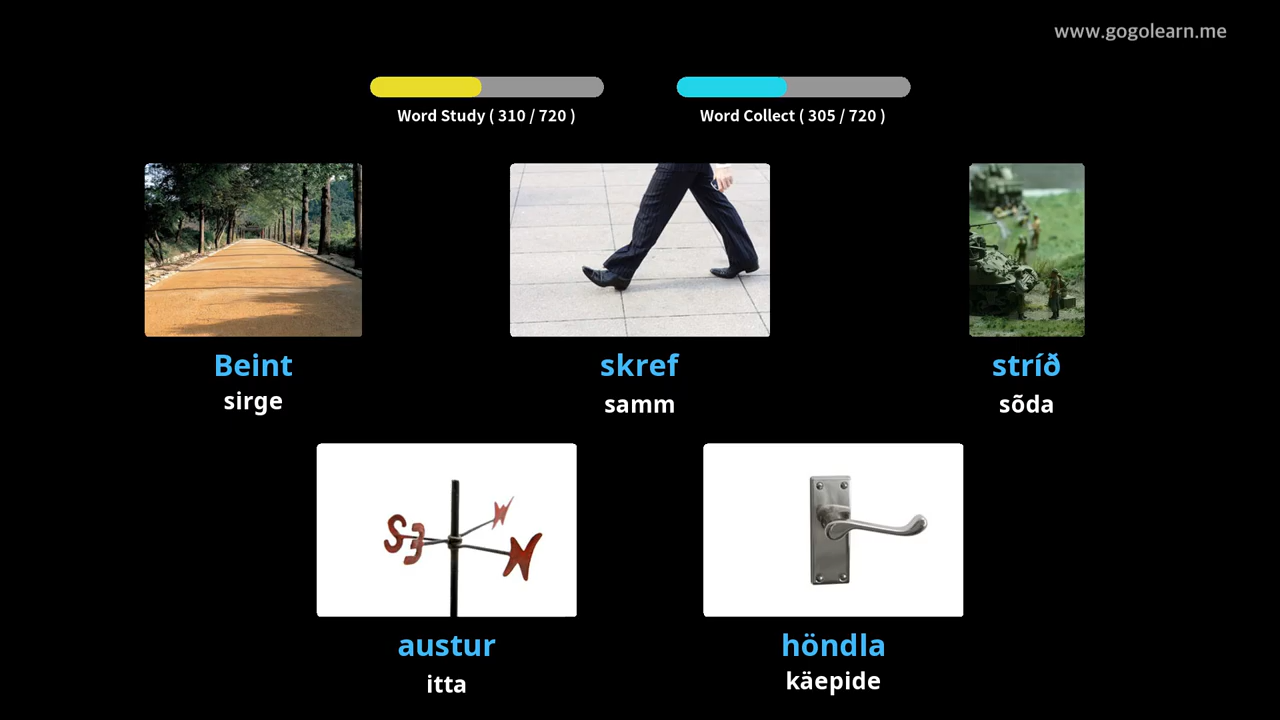 www.gogolearn.me
Word Study ( 310 / 720 )
Word Collect ( 305 / 720 )
Beint
sirge
skref
samm
stríð
sõda
S
E
N
W
austur
itta
höndla
käepide